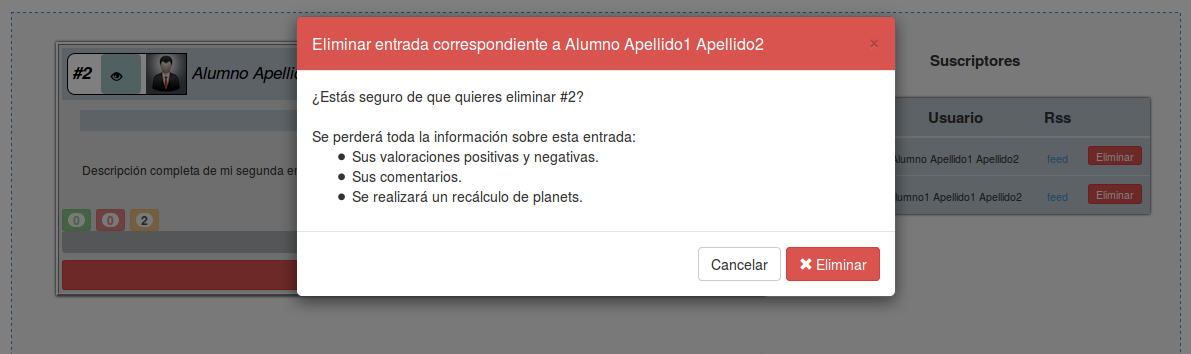 Eliminar entrada correspondiente a Alumno Apellido1 Apellido2
×
¿Estás seguro de que quieres eliminar #2?
Se perderá toda la información sobre esta entrada:
● Sus valoraciones positivas y negativas.
● Sus comentarios.
● Se realizará un recálculo de planets.
Cancelar
✖ Eliminar
#2
Alumno
Descripción completa de mi segunda
0 0 2
Suscriptores
Usuario Rss
Alumno Apellido1 Apellido2 feed Eliminar
Apellido1 Apellido2 feed Eliminar